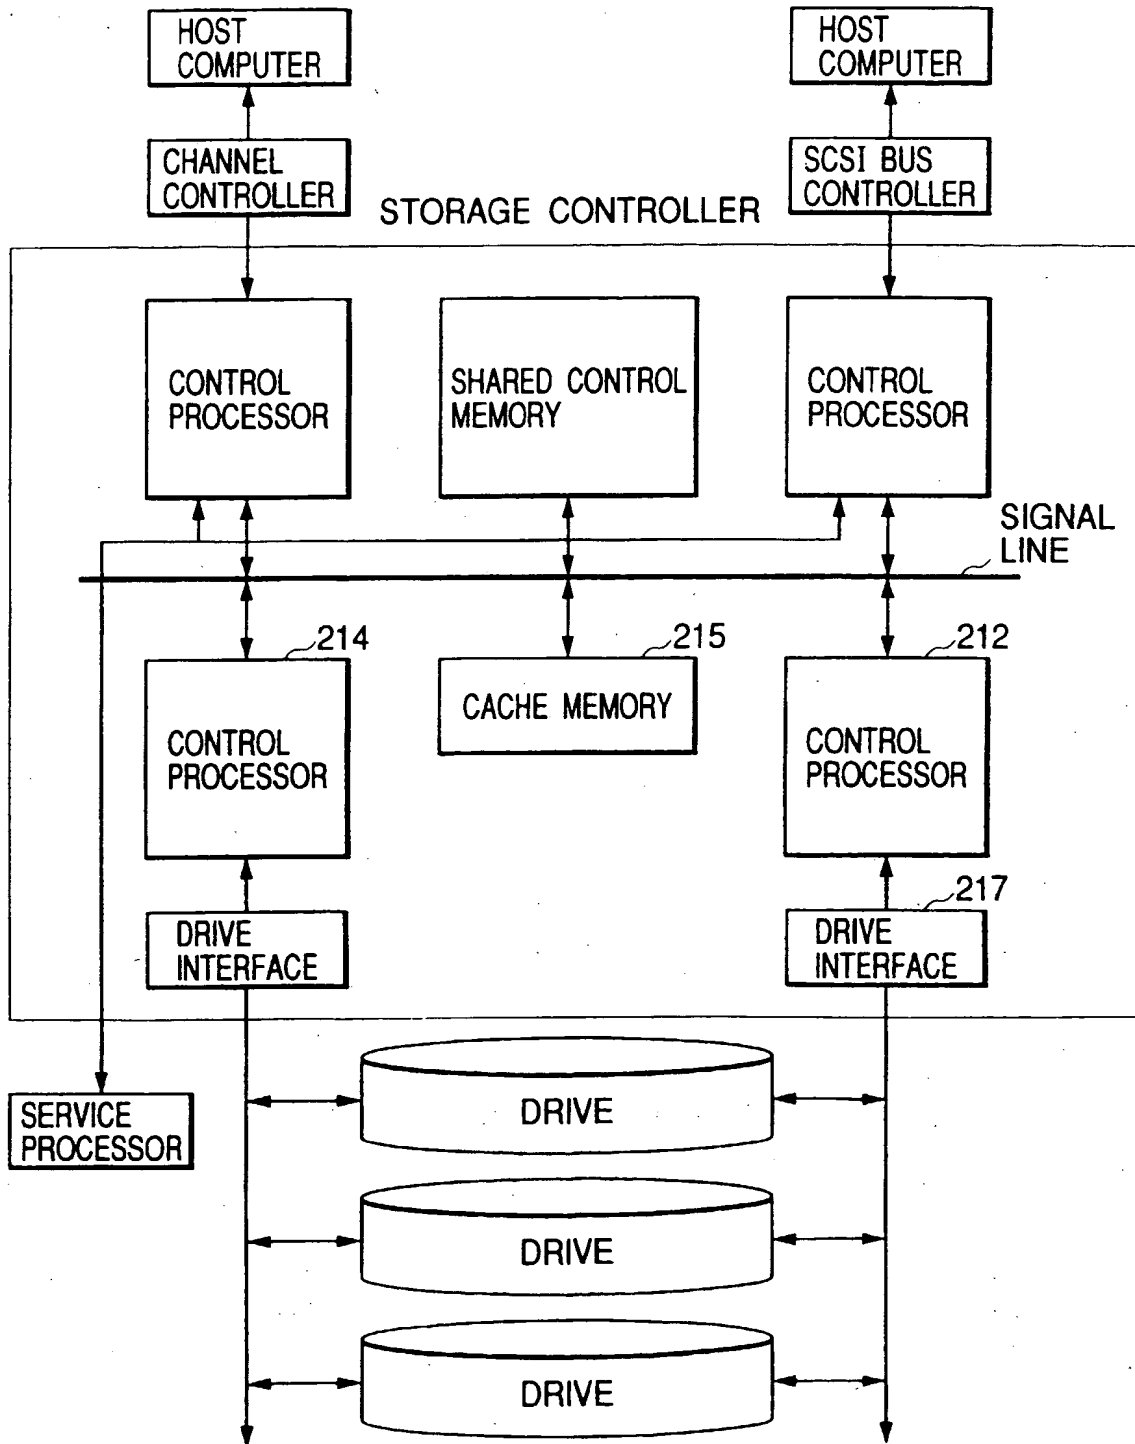 HOST
COMPUTER
HOST
COMPUTER
CHANNEL
CONTROLLER
SCSI BUS
CONTROLLER
STORAGE CONTROLLER
CONTROL
PROCESSOR
SHARED CONTROL
MEMORY
CONTROL
PROCESSOR
SIGNAL
LINE
214
215
212
CONTROL
PROCESSOR
CACHE MEMORY
CONTROL
PROCESSOR
217
DRIVE
INTERFACE
DRIVE
INTERFACE
SERVICE
PROCESSOR
DRIVE
DRIVE
DRIVE